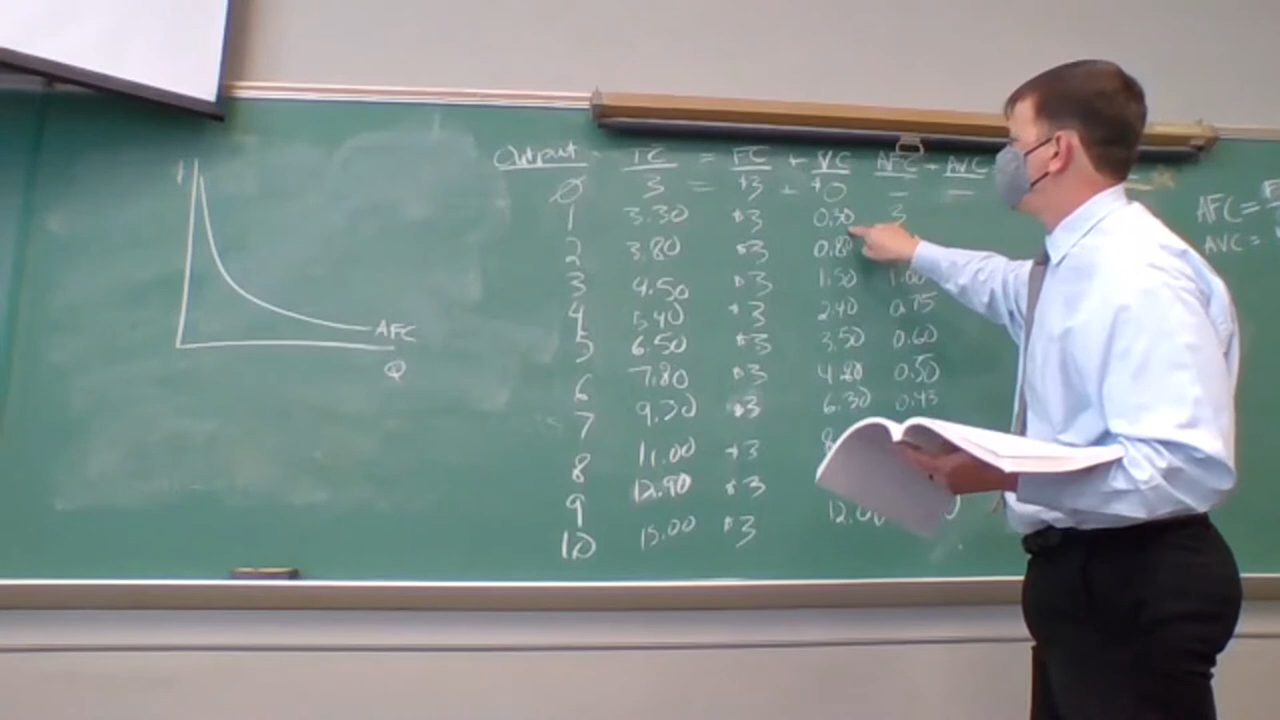 Output TC = FC + VC AFC + AVC
0 3 = $3 + $0 — —
1 3.30 $3 0.30 3
2 3.80 $3 0.80
3 4.50 $3 1.50 1.00
4 5.40 $3 2.40 0.75
5 6.50 $3 3.50 0.60
6 7.80 $3 4.80 0.50
7 9.30 $3 6.30 0.43
8 11.00 $3 8
9 12.90 $3
10 15.00 $3 12.00
AFC
Q
AFC = F
AVC =